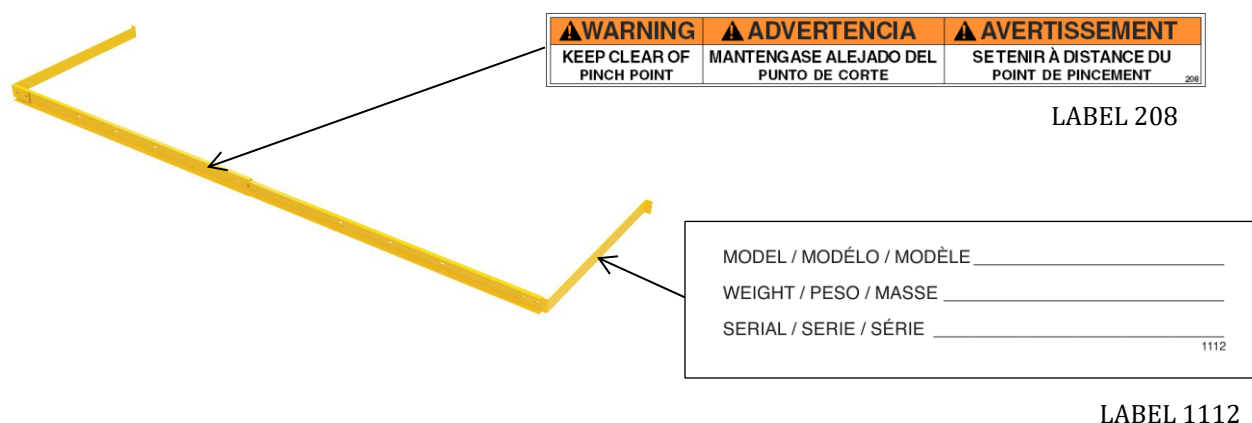 WARNING ADVERTENCIA AVERTISSEMENT
KEEP CLEAR OF
PINCH POINT
MANTENGASE ALEJADO DEL
PUNTO DE CORTE
SE TENIR À DISTANCE DU
POINT DE PINCEMENT
208
LABEL 208
MODEL / MODÉLO / MODÈLE
WEIGHT / PESO / MASSE
SERIAL / SERIE / SÉRIE
1112
LABEL 1112